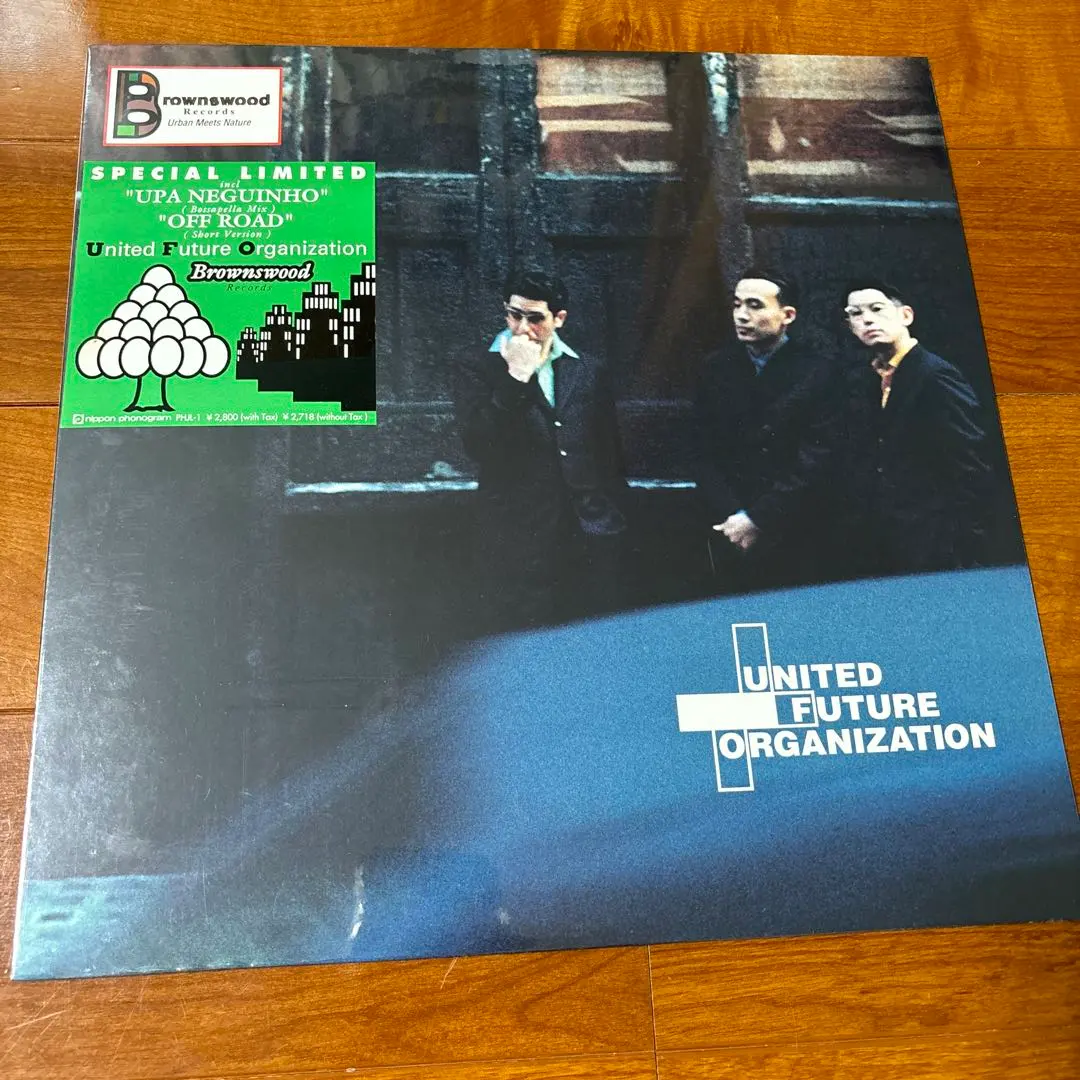 Brownswood
Records
Urban Meets Nature
SPECIAL LIMITED
incl
"UPA NEGUINHO"
( Bossapella Mix )
"OFF ROAD"
( Short Version )
United Future Organization
Brownswood
Records
nippon phonogram PHJL-1 ¥2,800 (with Tax) ¥2,718 (without Tax)
UNITED
FUTURE
ORGANIZATION